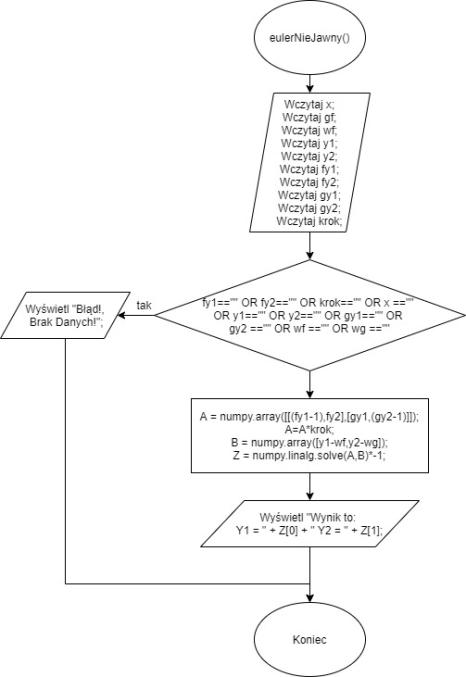 eulerNieJawny()
Wczytaj x;
Wczytaj gf;
Wczytaj wf;
Wczytaj y1;
Wczytaj y2;
Wczytaj fy1;
Wczytaj fy2;
Wczytaj gy1;
Wczytaj gy2;
Wczytaj krok;
fy1=="" OR fy2=="" OR krok=="" OR x ==""
OR y1=="" OR y2=="" OR gy1=="" OR
gy2 =="" OR wf =="" OR wg ==""
tak
Wyświetl "Błąd!,
Brak Danych!";
A = numpy.array([[(fy1-1),fy2],[gy1,(gy2-1)]]);
A=A*krok;
B = numpy.array([y1-wf,y2-wg]);
Z = numpy.linalg.solve(A,B)*-1;
Wyświetl "Wynik to:
Y1 = " + Z[0] + " Y2 = " + Z[1];
Koniec